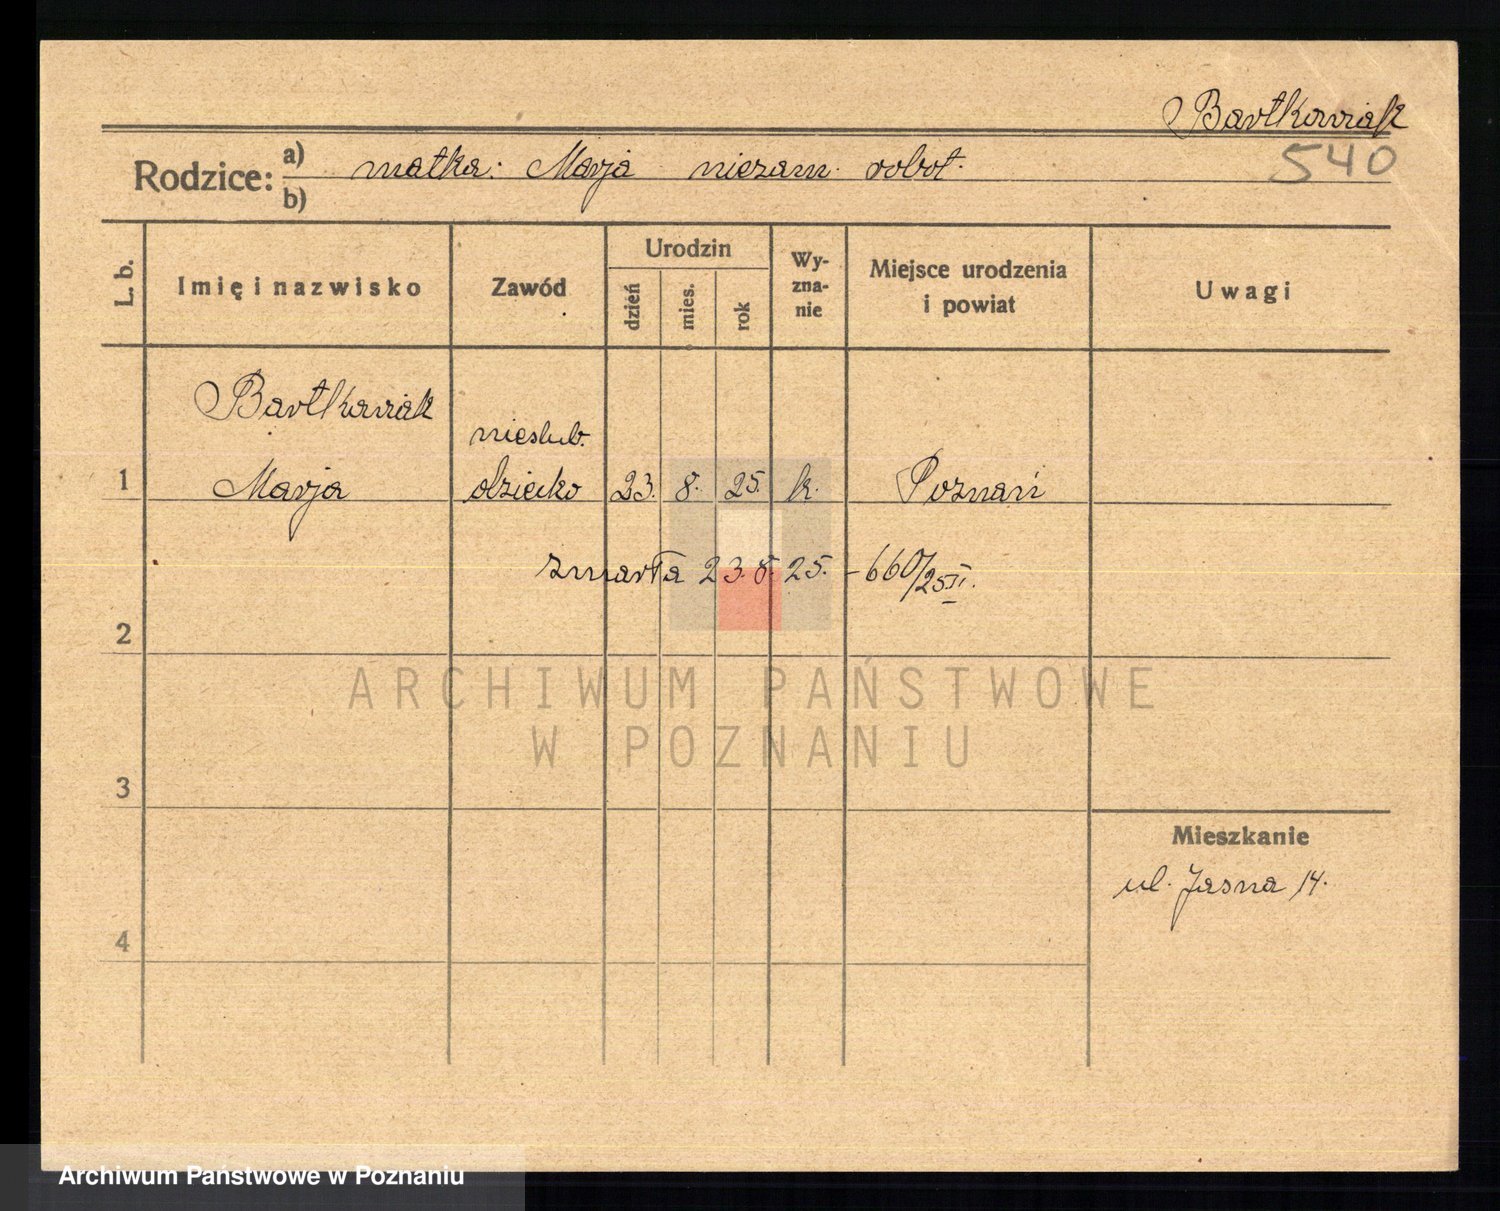 Bartkowiak
540
Rodzice: a) matka: Marja niezam. robot.
b)
L. b.
Imię i nazwisko
Zawód
Urodzin
dzień
mies.
rok
Wy-
zna-
nie
Miejsce urodzenia
i powiat
Uwagi
Bartkowiak
nieślub.
1 Marja dziecko 23. 8. 25. k. Poznań
zmarła 23.8.25. - 660/25 II.
2
ARCHIWUM PAŃSTWOWE
W POZNANIU
3
Mieszkanie
ul. Jasna 14.
4
Archiwum Państwowe w Poznaniu